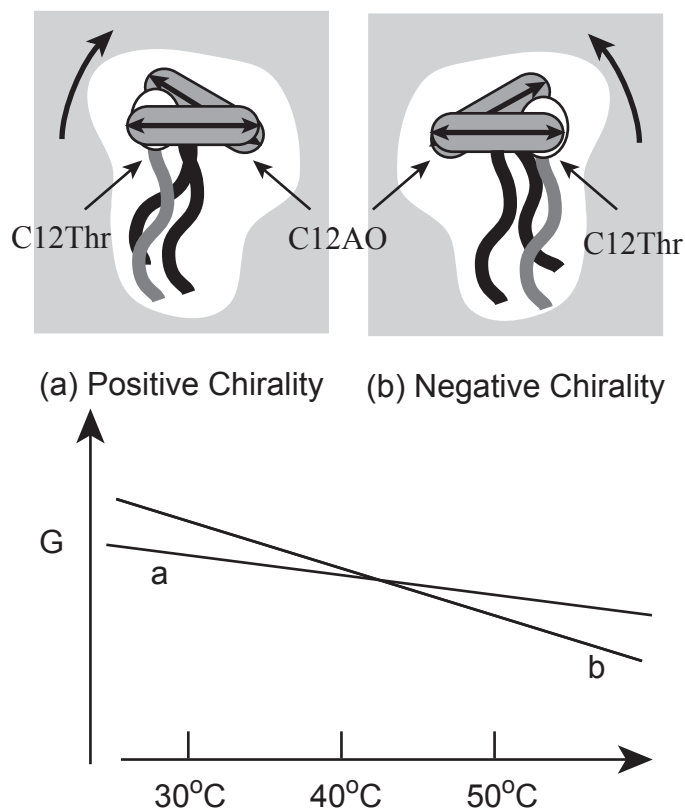 C12Thr C12AO C12Thr
(a) Positive Chirality (b) Negative Chirality
G
a
b
30°C 40°C 50°C